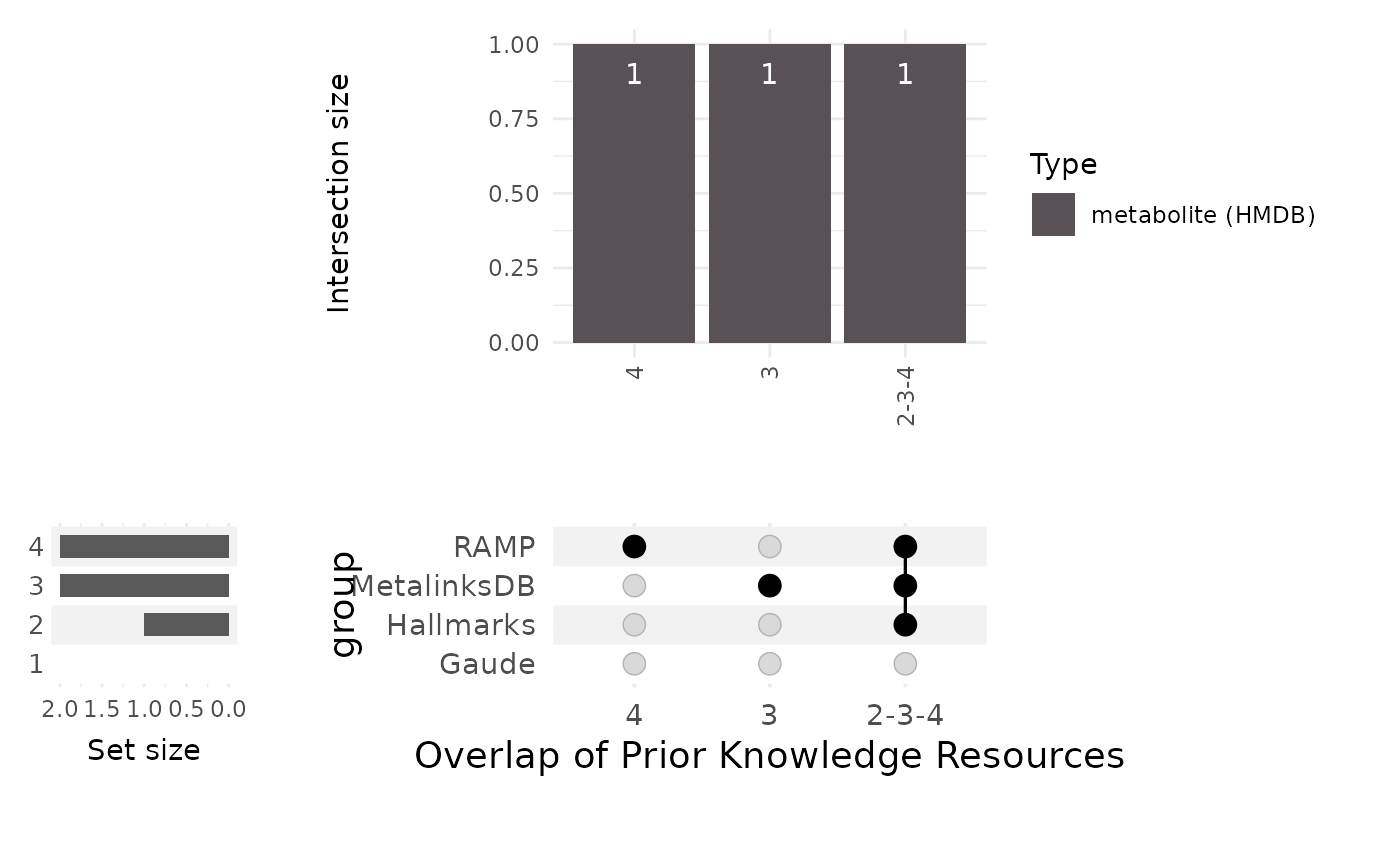 Intersection size
1.00
0.75
0.50
0.25
0.00
1
1
1
4
3
2-3-4
Type
metabolite (HMDB)
4
3
2
1
2.0 1.5 1.0 0.5 0.0
Set size
group
RAMP
MetalinksDB
Hallmarks
Gaude
4
3
2-3-4
Overlap of Prior Knowledge Resources